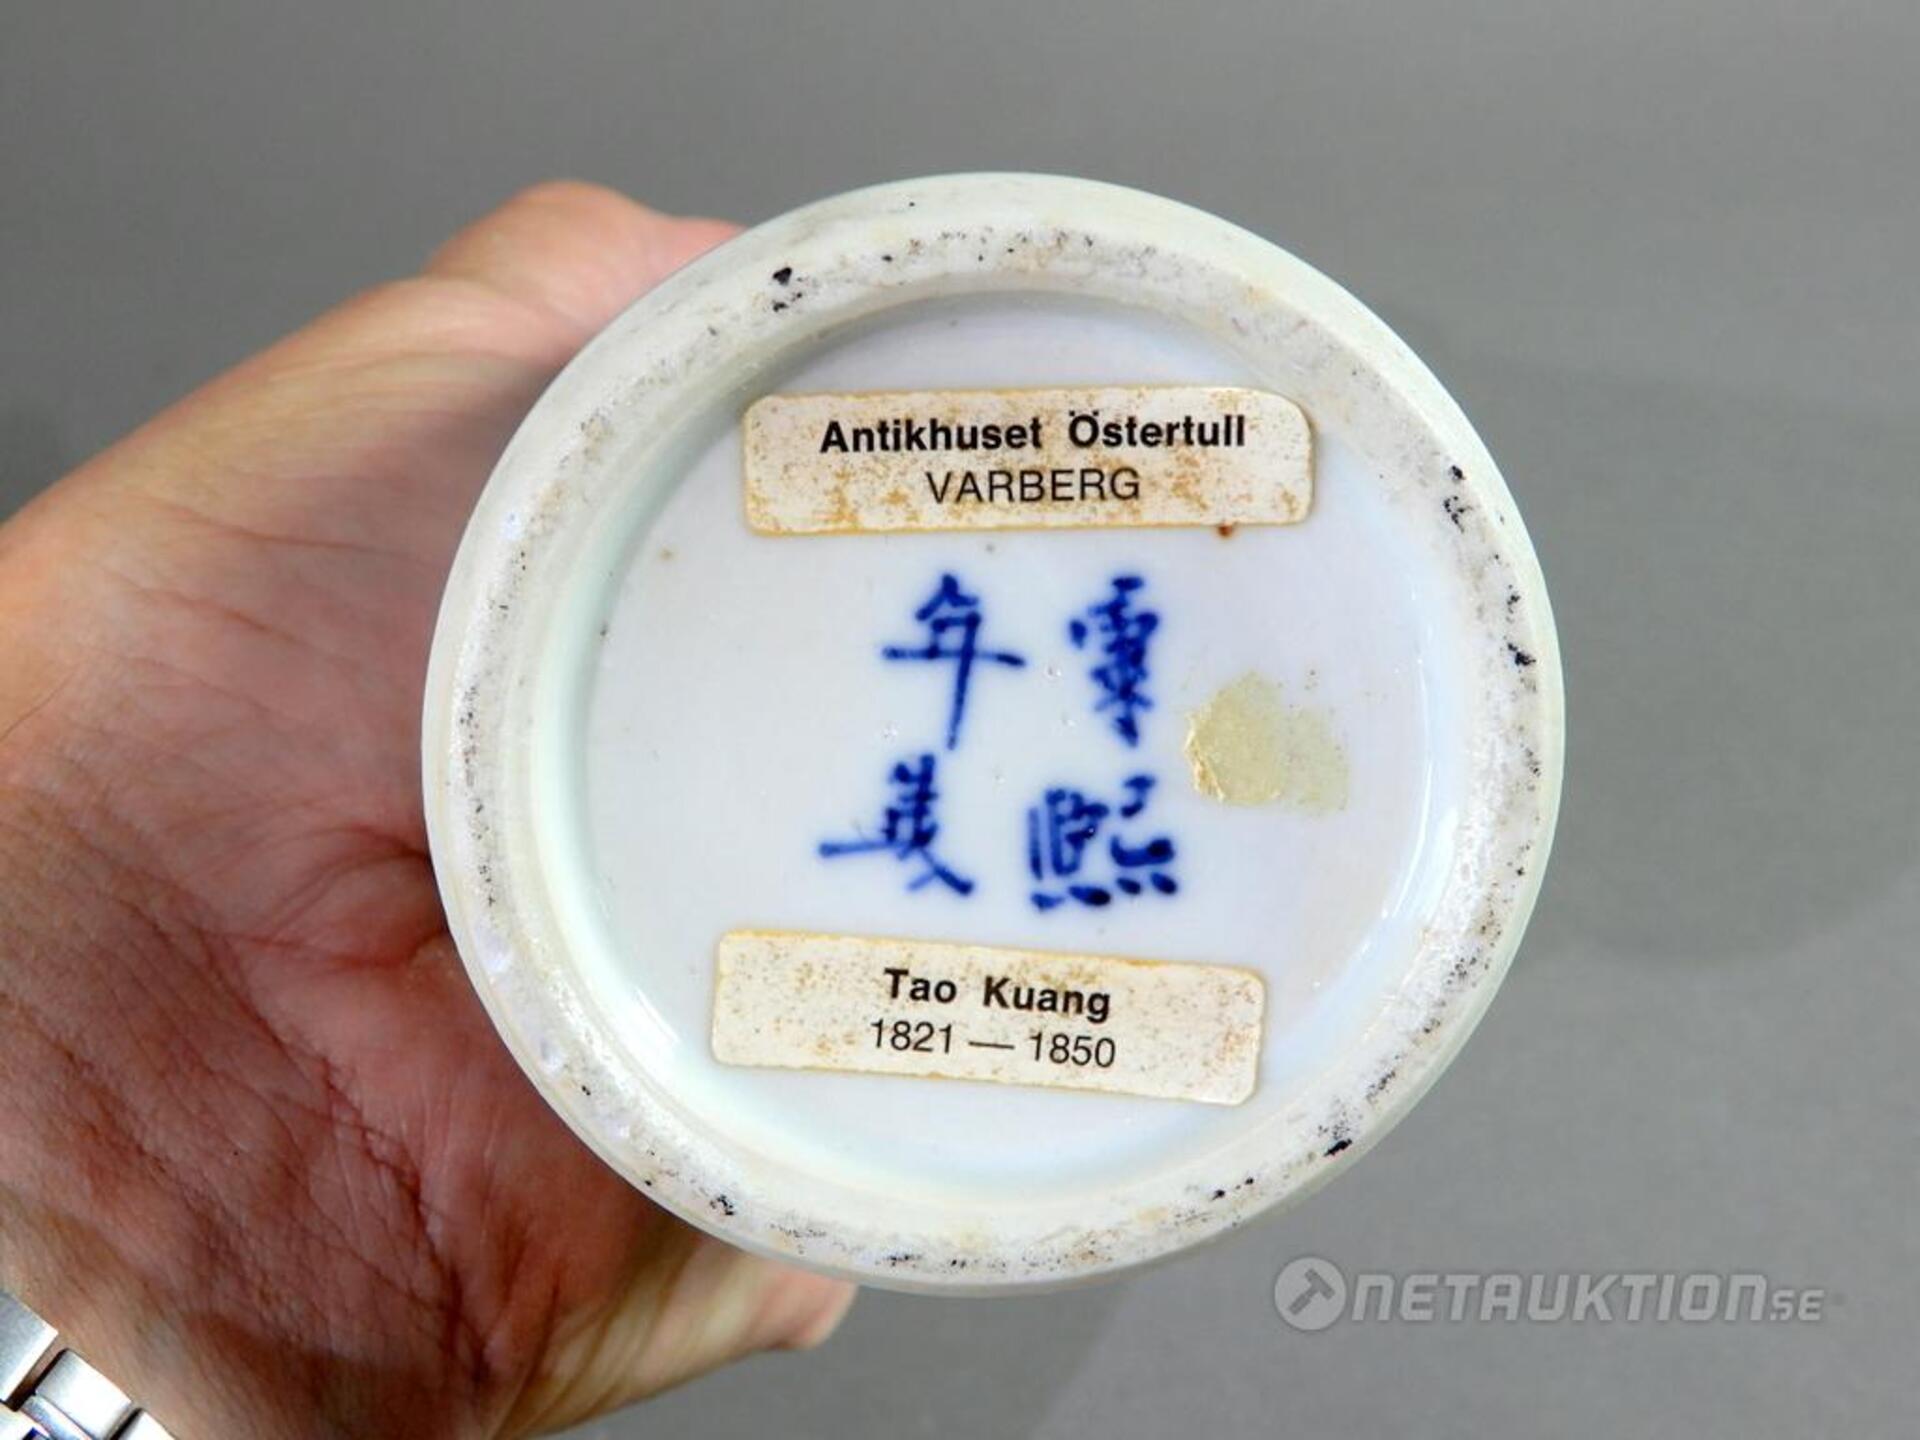 Antikhuset Östertull
VARBERG
康熙
年製
Tao Kuang
1821 — 1850
NETAUKTION.SE